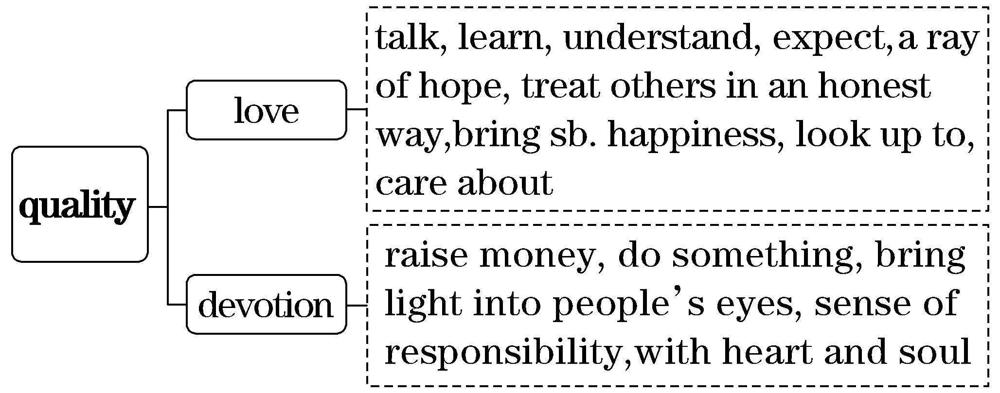 quality
love
talk, learn, understand, expect, a ray
of hope, treat others in an honest
way,bring sb. happiness, look up to,
care about
devotion
raise money, do something, bring
light into people’s eyes, sense of
responsibility,with heart and soul